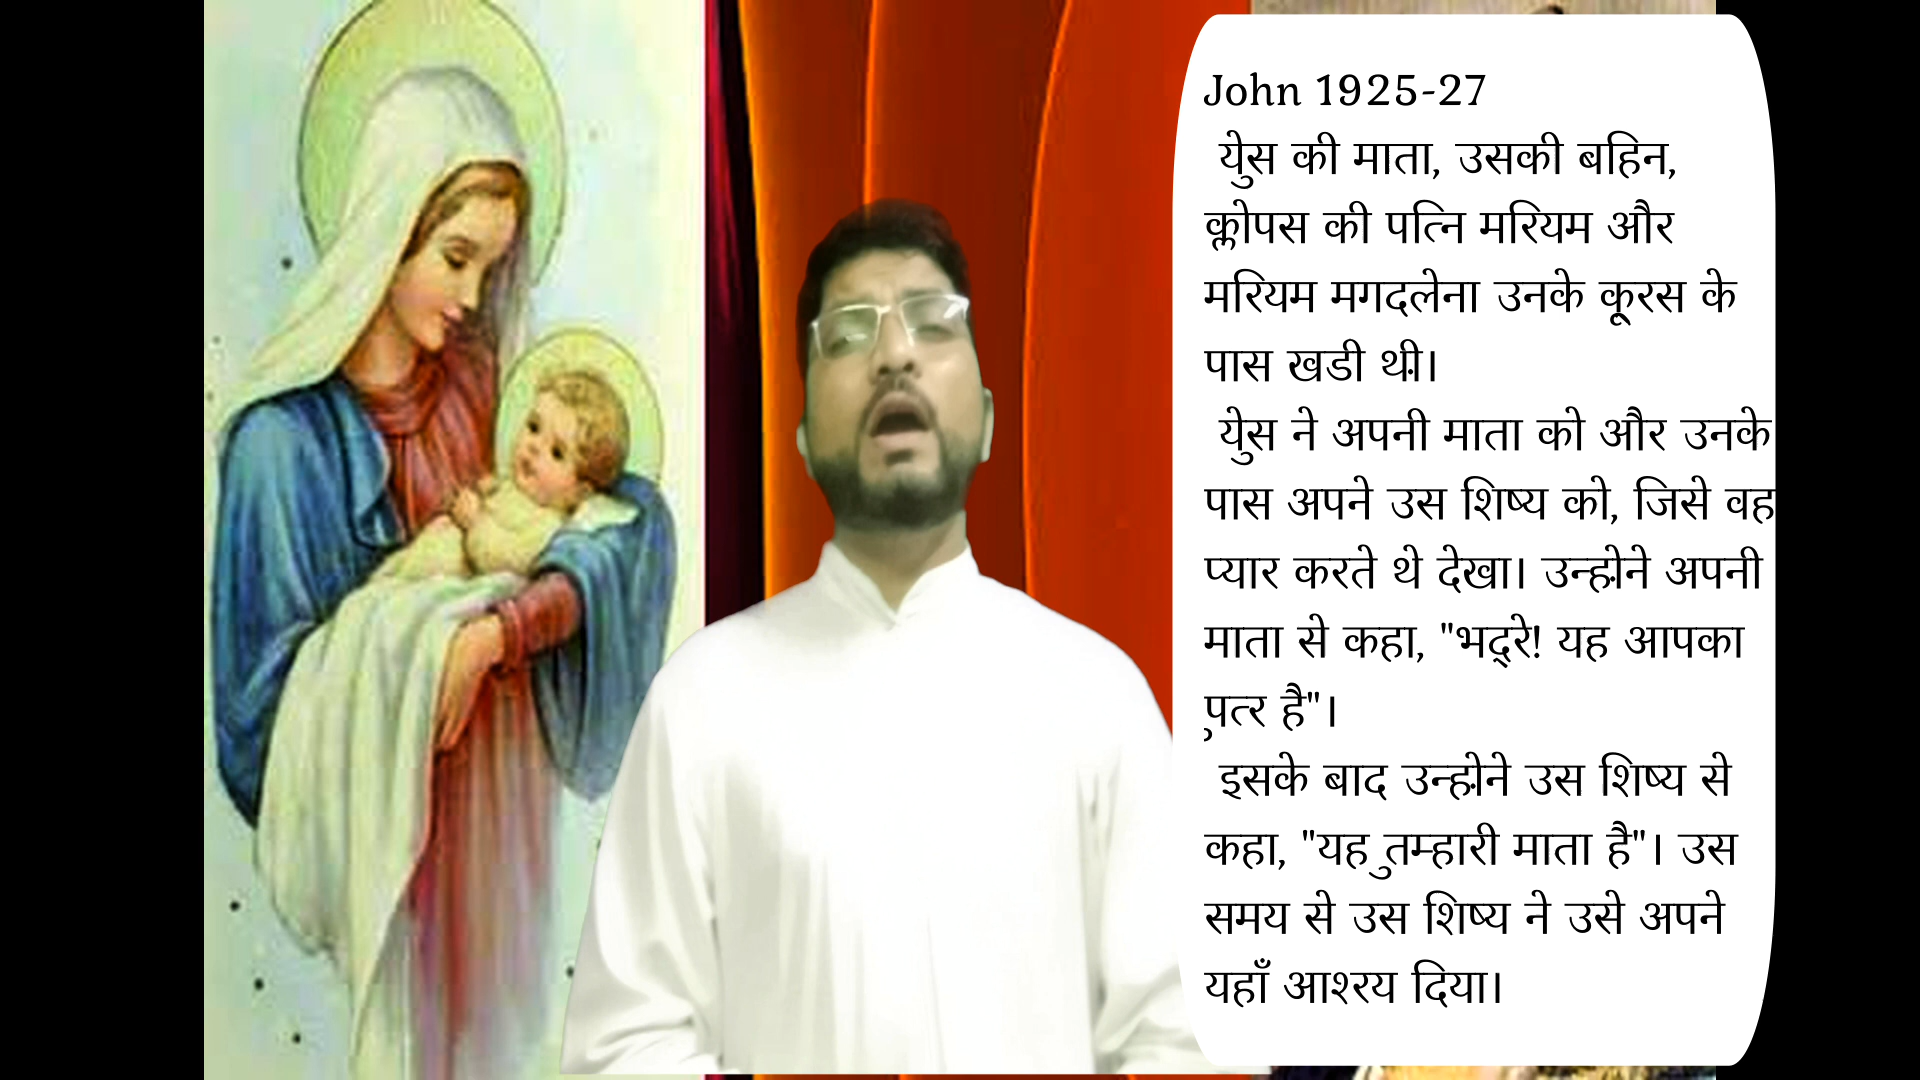 John 1925-27
येुस की माता, उसकी बहिन,
क्लोपस की पत्नि मरियम और
मरियम मगदलेना उनके कू्रस के
पास खडी थी।
येुस ने अपनी माता को और उनके
पास अपने उस शिष्य को, जिसे वह
प्यार करते थे देखा। उन्होने अपनी
माता से कहा, "भद्रे! यह आपका
पुत्र है"।
इसके बाद उन्होने उस शिष्य से
कहा, "यह तुम्हारी माता है"। उस
समय से उस शिष्य ने उसे अपने
यहाँ आश्रय दिया।